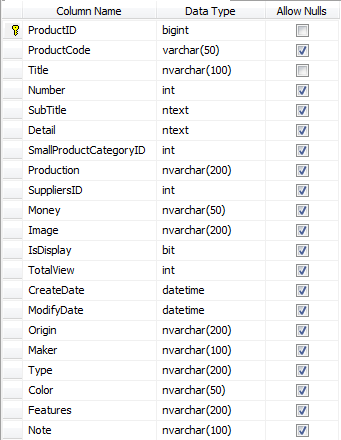 Column Name Data Type Allow Nulls
ProductID bigint
ProductCode varchar(50)
Title nvarchar(100)
Number int
SubTitle ntext
Detail ntext
SmallProductCategoryID int
Production nvarchar(200)
SuppliersID int
Money nvarchar(50)
Image nvarchar(200)
IsDisplay bit
TotalView int
CreateDate datetime
ModifyDate datetime
Origin nvarchar(200)
Maker nvarchar(100)
Type nvarchar(200)
Color nvarchar(50)
Features nvarchar(200)
Note nvarchar(100)